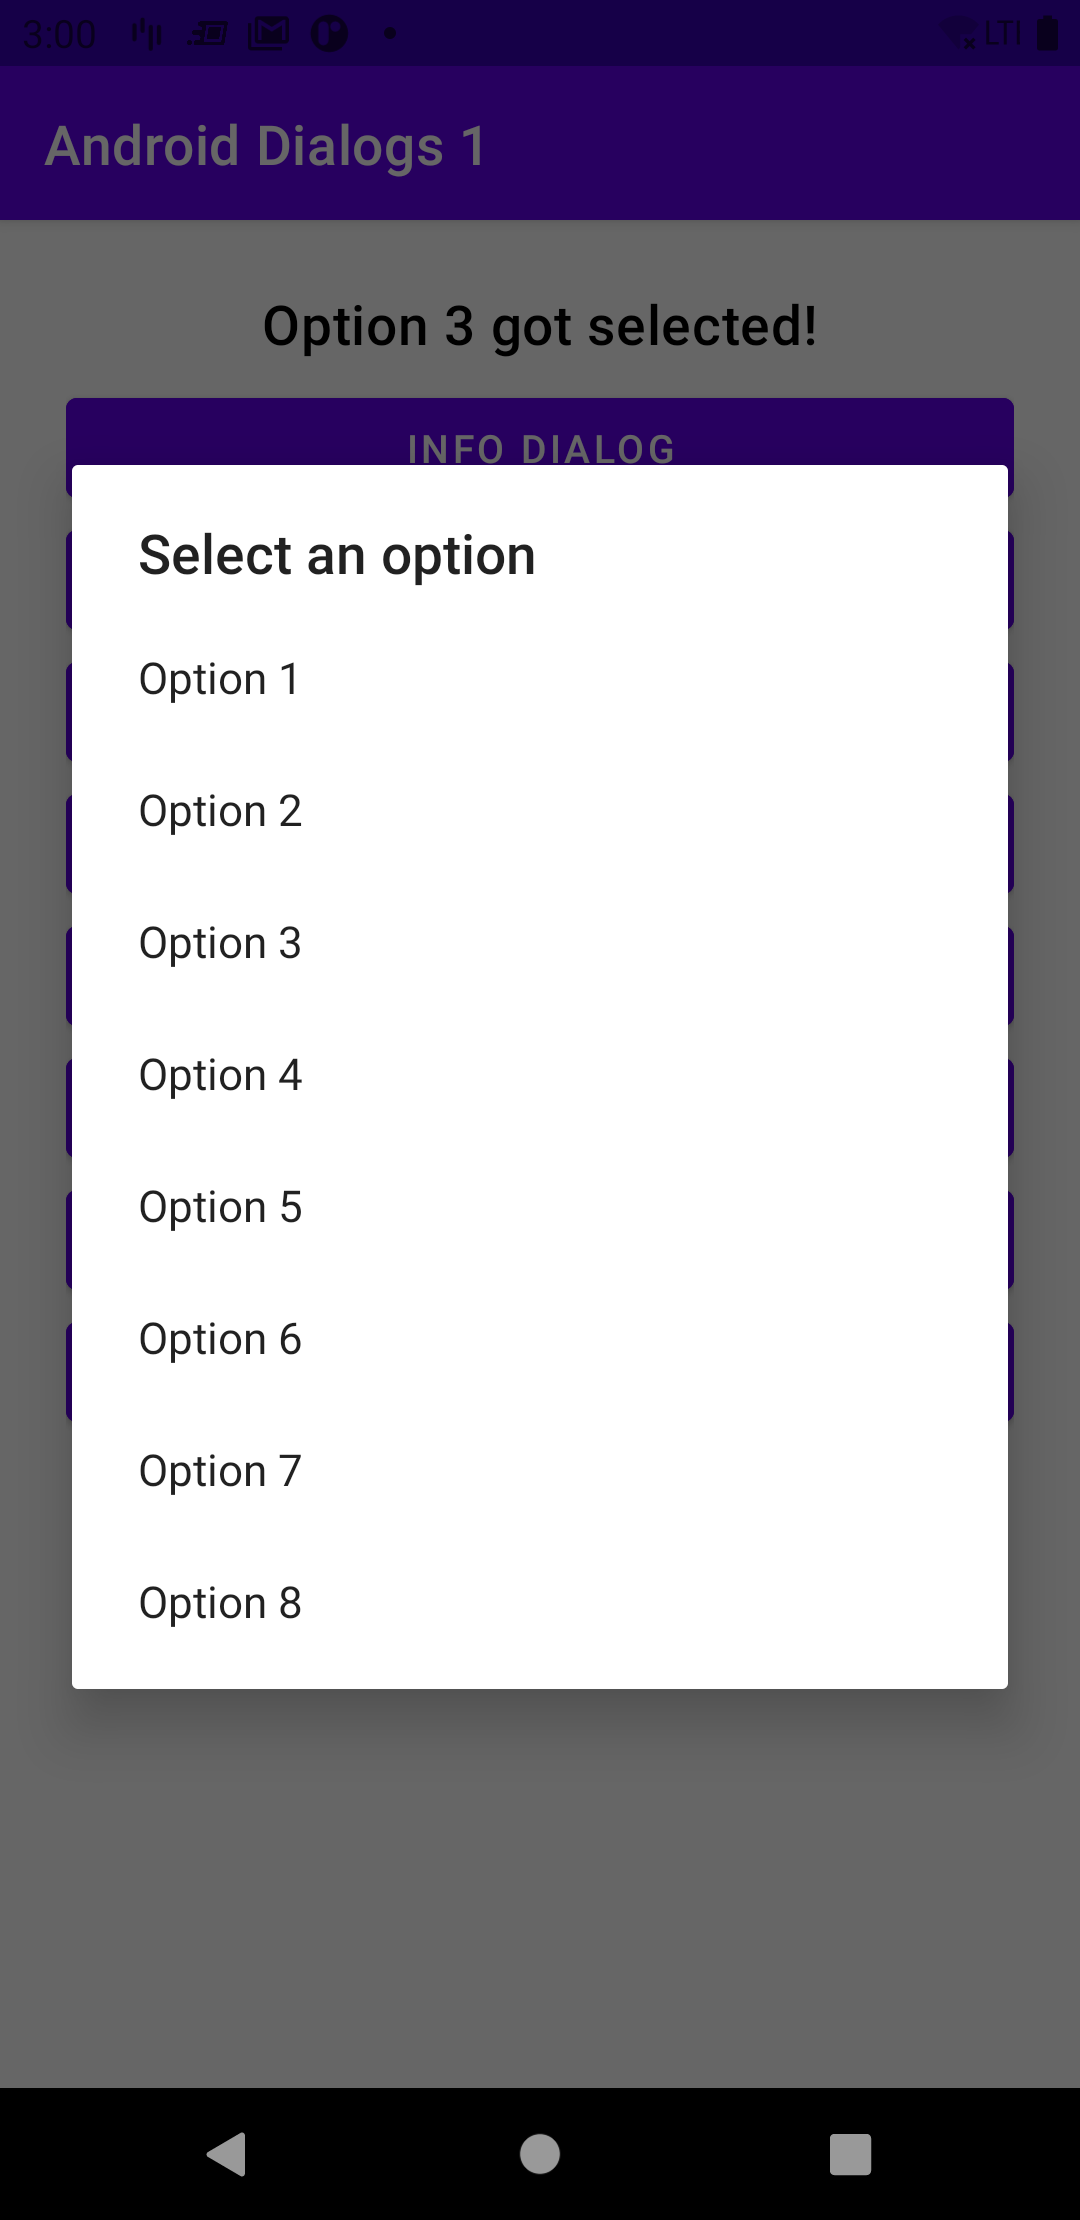 3:00 LTE
Android Dialogs 1
Option 3 got selected!
INFO DIALOG
Select an option
Option 1
Option 2
Option 3
Option 4
Option 5
Option 6
Option 7
Option 8